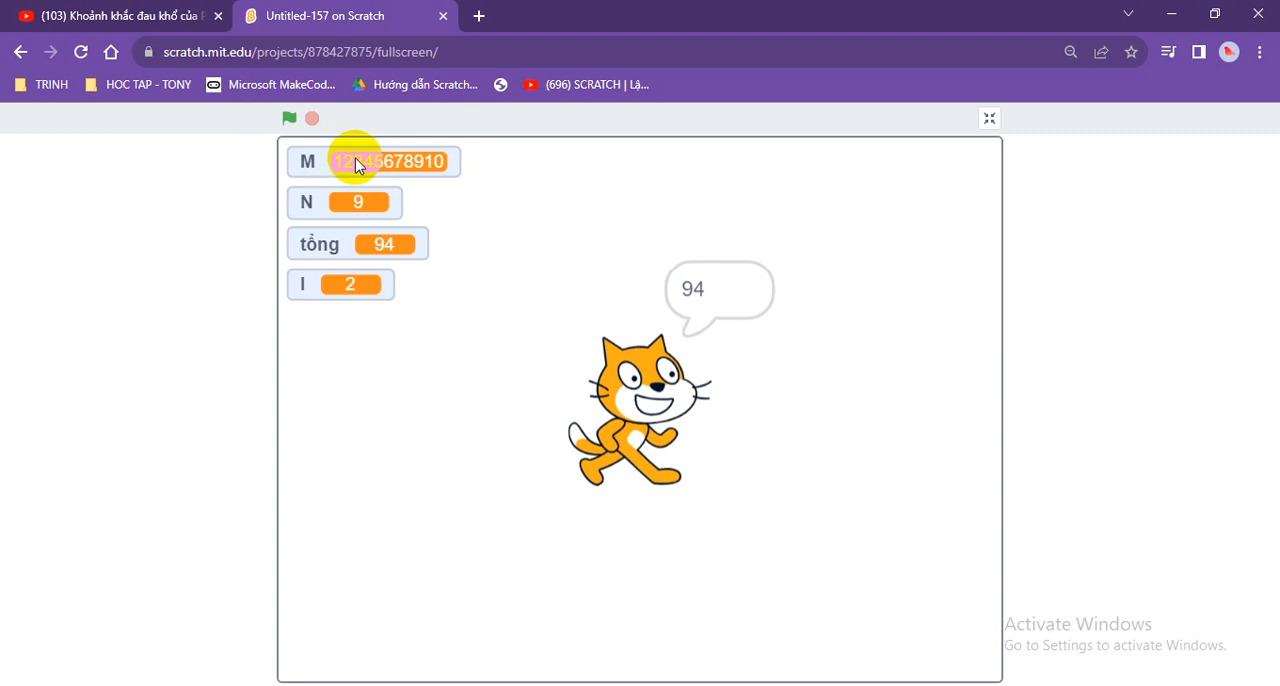 (103) Khoảnh khắc đau khổ của
Untitled-157 on Scratch
scratch.mit.edu/projects/878427875/fullscreen/
TRINH
HOC TAP - TONY
Microsoft MakeCod...
Hướng dẫn Scratch...
(696) SCRATCH | Lậ...
M 12345678910
N 9
tổng 94
I 2
94
Activate Windows
Go to Settings to activate Windows.